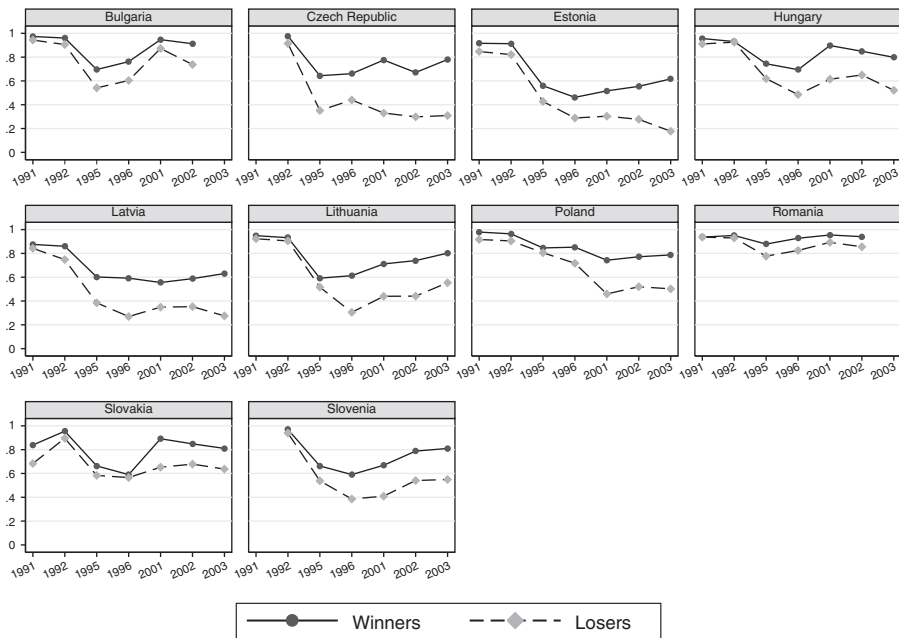 Bulgaria Czech Republic Estonia Hungary
1
.8
.6
.4
.2
0
1991 1992 1995 1996 2001 2002 2003 1991 1992 1995 1996 2001 2002 2003 1991 1992 1995 1996 2001 2002 2003 1991 1992 1995 1996 2001 2002 2003
Latvia Lithuania Poland Romania
1
.8
.6
.4
.2
0
1991 1992 1995 1996 2001 2002 2003 1991 1992 1995 1996 2001 2002 2003 1991 1992 1995 1996 2001 2002 2003 1991 1992 1995 1996 2001 2002 2003
Slovakia Slovenia
1
.8
.6
.4
.2
0
1991 1992 1995 1996 2001 2002 2003 1991 1992 1995 1996 2001 2002 2003
Winners Losers